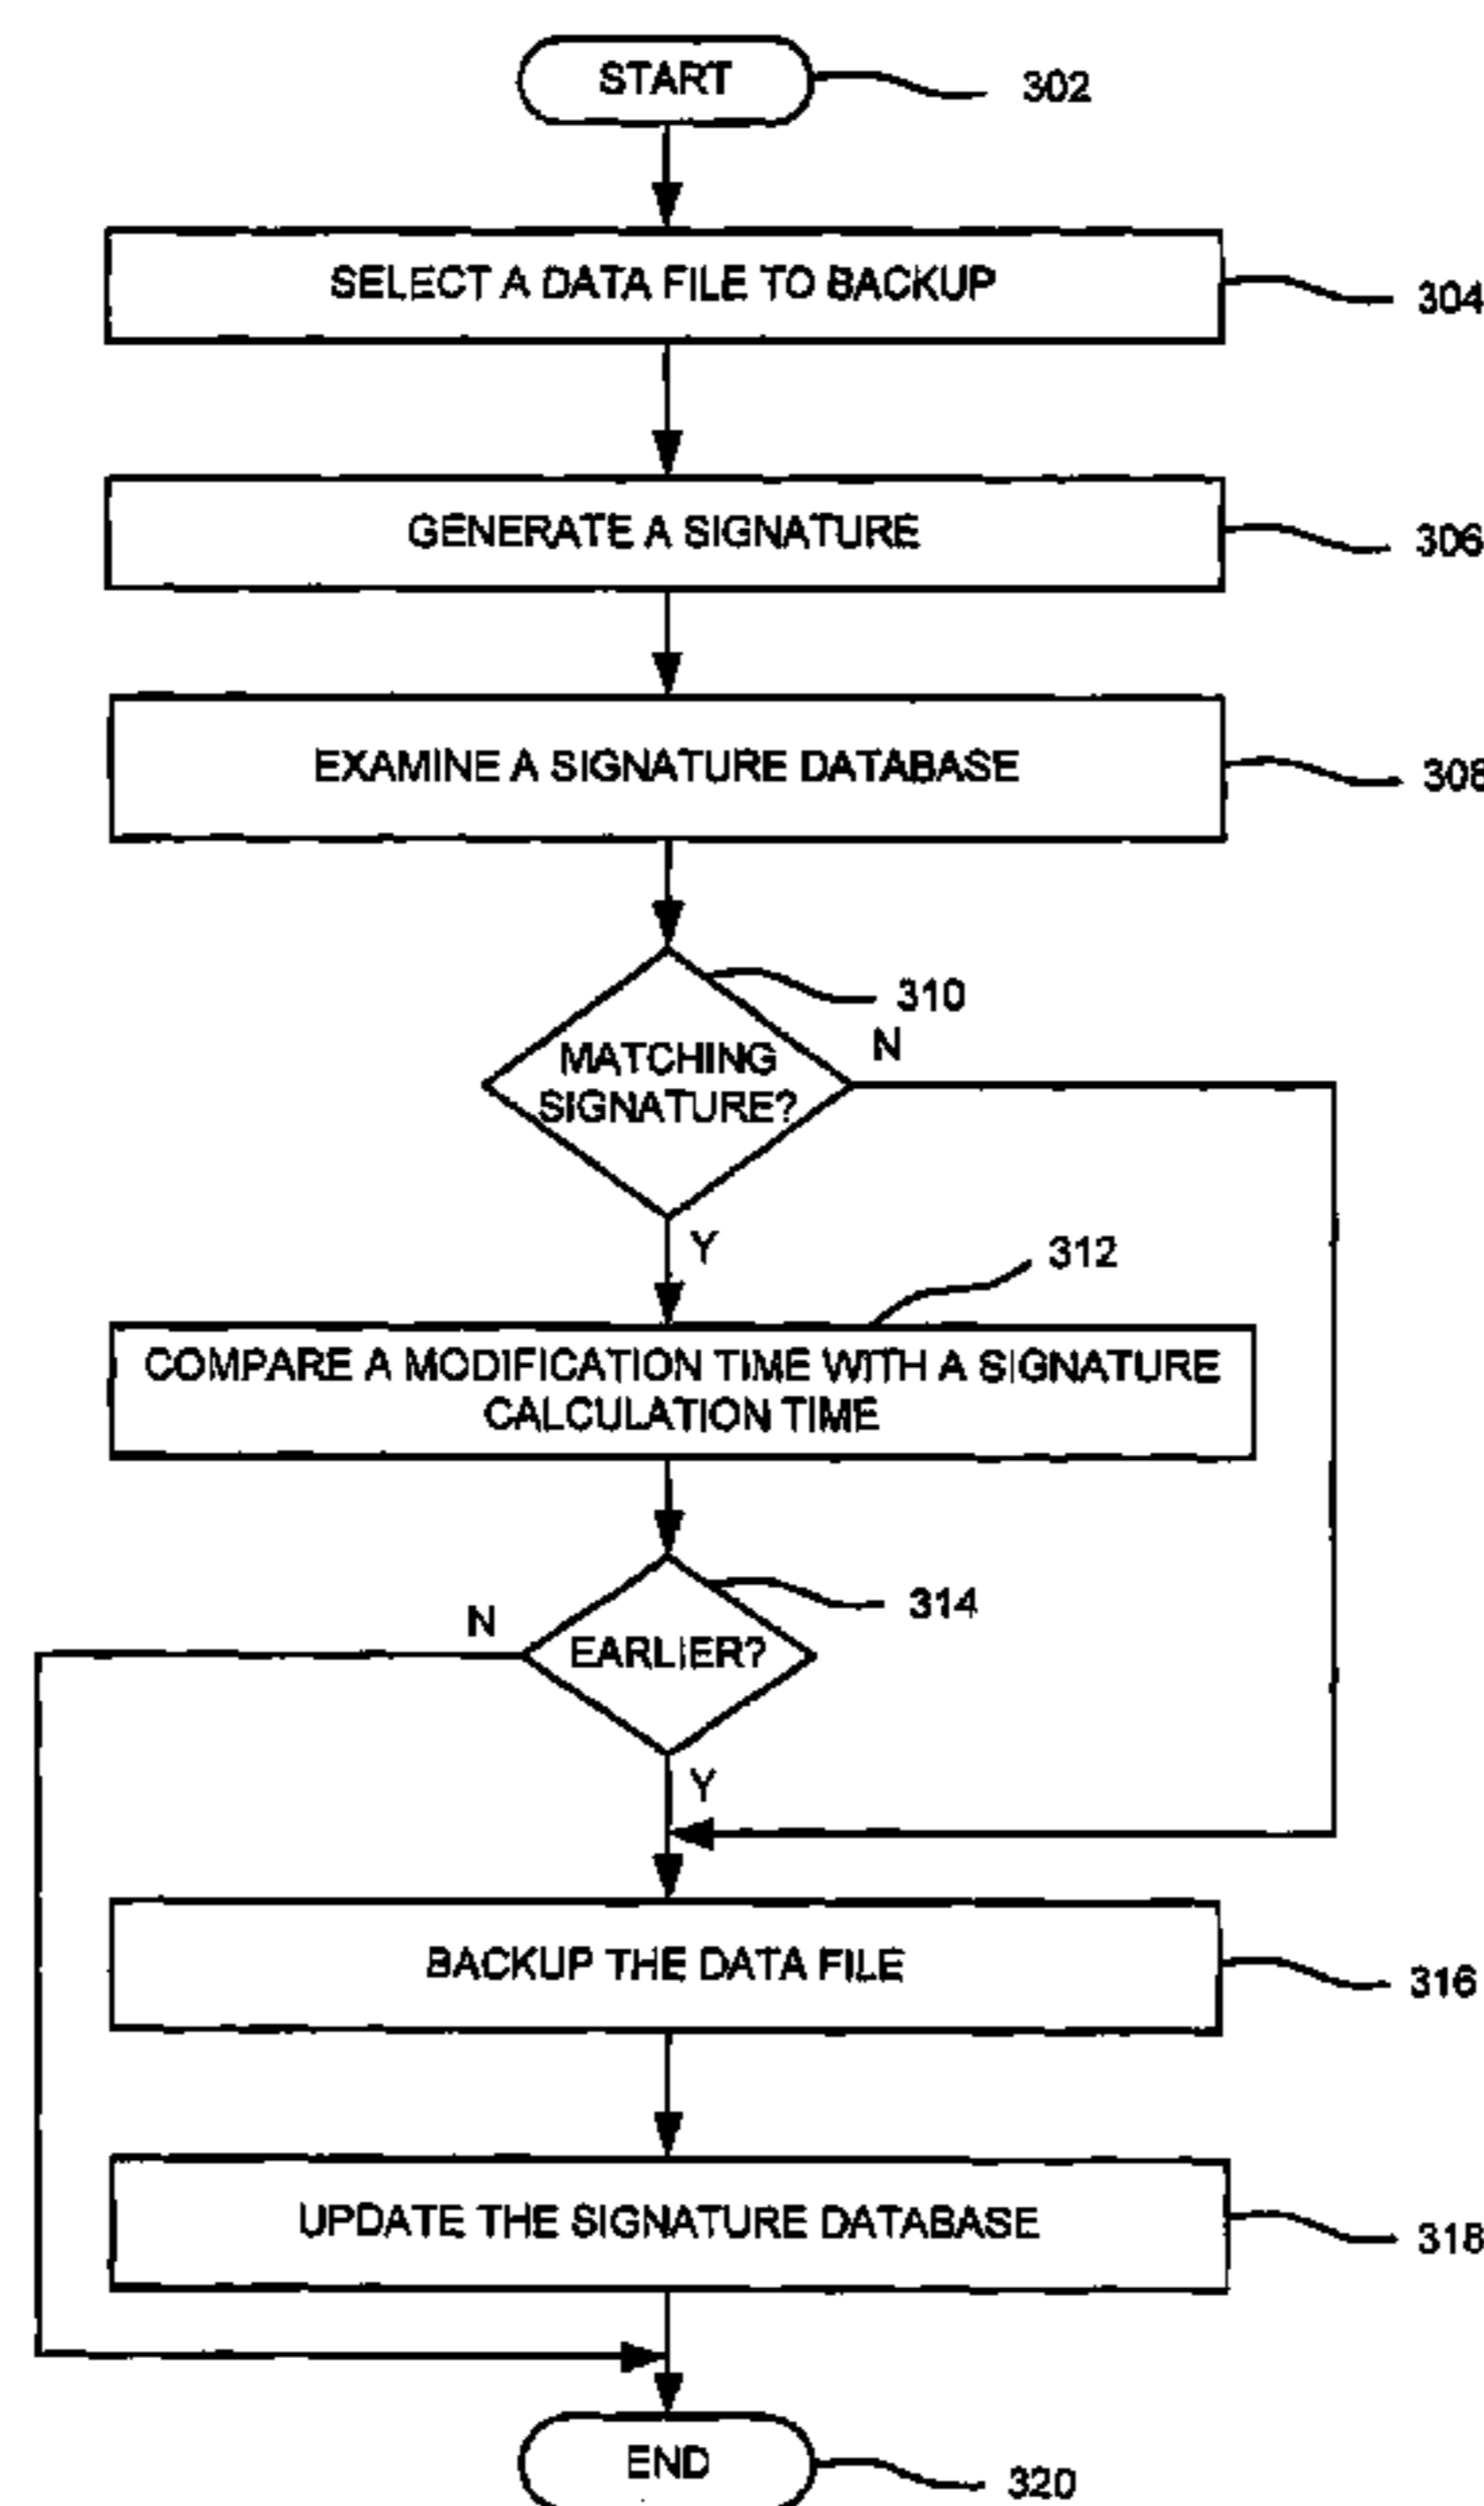 START
302
SELECT A DATA FILE TO BACKUP
304
GENERATE A SIGNATURE
306
EXAMINE A SIGNATURE DATABASE
308
310
MATCHING
SIGNATURE?
N
Y
312
COMPARE A MODIFICATION TIME WITH A SIGNATURE
CALCULATION TIME
314
N
EARLIER?
Y
BACKUP THE DATA FILE
316
UPDATE THE SIGNATURE DATABASE
318
END
320